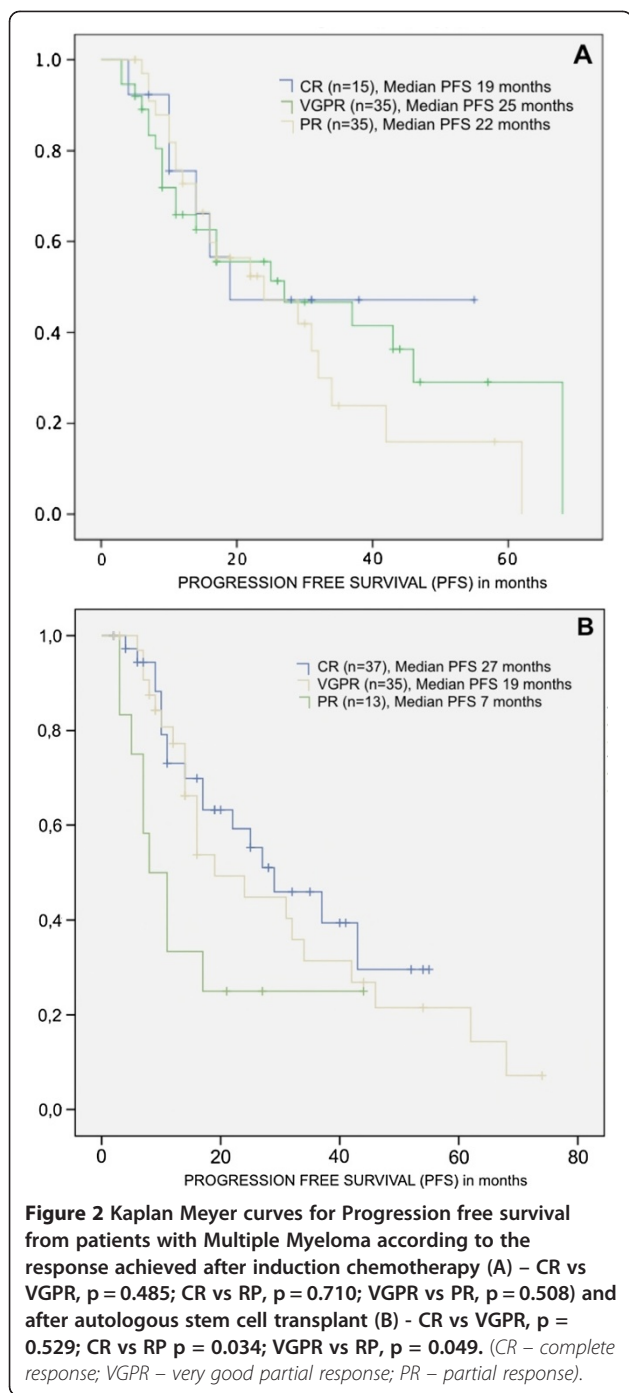 A
1.0
CR (n=15), Median PFS 19 months
VGPR (n=35), Median PFS 25 months
PR (n=35), Median PFS 22 months
0.8
0.6
0.4
0.2
0.0
0 20 40 60
PROGRESSION FREE SURVIVAL (PFS) in months
B
1,0
CR (n=37), Median PFS 27 months
VGPR (n=35), Median PFS 19 months
PR (n=13), Median PFS 7 months
0,8
0,6
0,4
0,2
0,0
0 20 40 60 80
PROGRESSION FREE SURVIVAL (PFS) in months
Figure 2 Kaplan Meyer curves for Progression free survival
from patients with Multiple Myeloma according to the
response achieved after induction chemotherapy (A) – CR vs
VGPR, p = 0.485; CR vs RP, p = 0.710; VGPR vs PR, p = 0.508) and
after autologous stem cell transplant (B) - CR vs VGPR, p =
0.529; CR vs RP p = 0.034; VGPR vs RP, p = 0.049. (CR – complete
response; VGPR – very good partial response; PR – partial response).